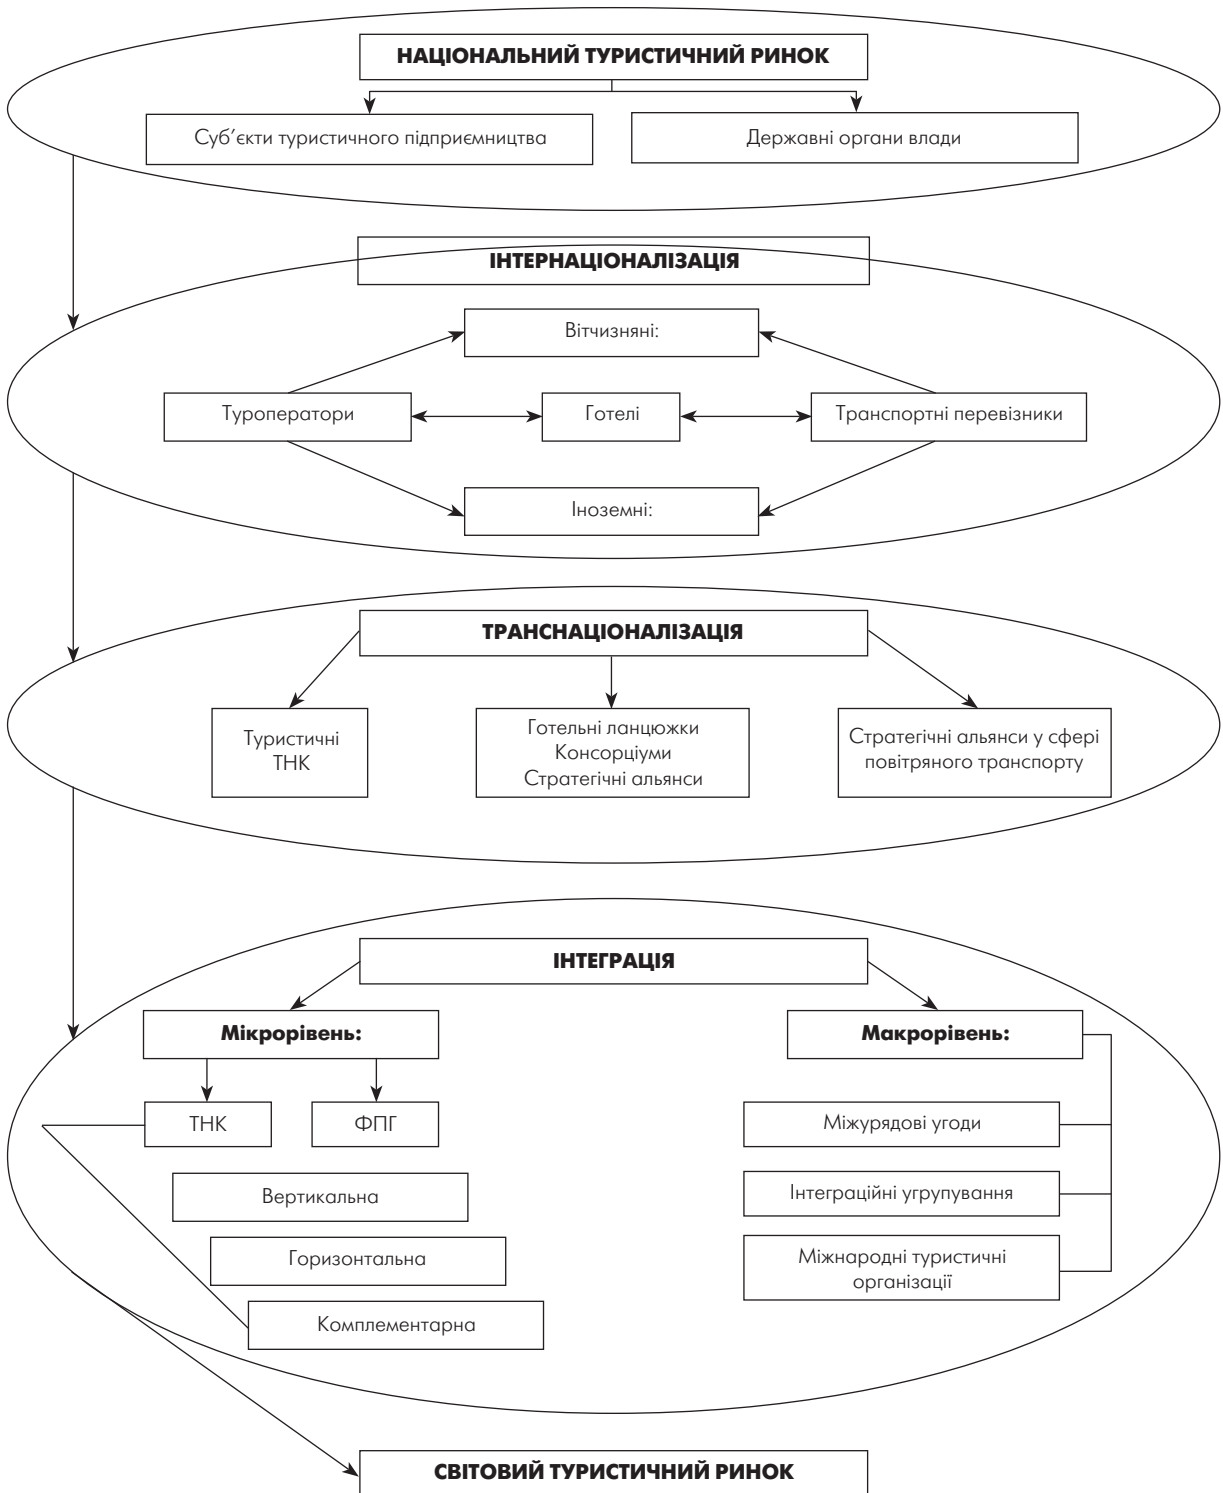 НАЦІОНАЛЬНИЙ ТУРИСТИЧНИЙ РИНОК
Суб’єкти туристичного підприємництва
Державні органи влади
ІНТЕРНАЦІОНАЛІЗАЦІЯ
Вітчизняні:
Туроператори
Готелі
Транспортні перевізники
Іноземні:
ТРАНСНАЦІОНАЛІЗАЦІЯ
Туристичні
ТНК
Готельні ланцюжки
Консорціуми
Стратегічні альянси
Стратегічні альянси у сфері
повітряного транспорту
ІНТЕГРАЦІЯ
Мікрорівень:
Макрорівень:
ТНК
ФПГ
Міжурядові угоди
Вертикальна
Інтеграційні угрупування
Горизонтальна
Міжнародні туристичні
організації
Комплементарна
СВІТОВИЙ ТУРИСТИЧНИЙ РИНОК